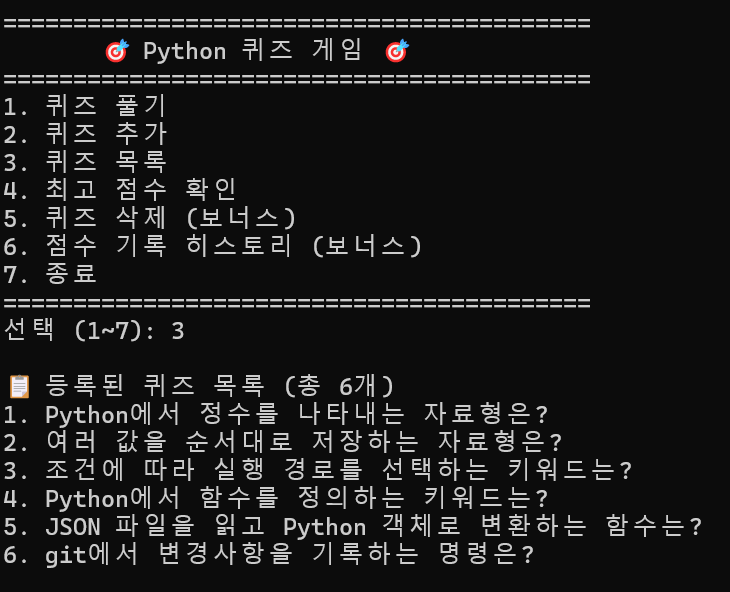 ==========================================
🎯 Python 퀴즈 게임 🎯
==========================================
1. 퀴즈 풀기
2. 퀴즈 추가
3. 퀴즈 목록
4. 최고 점수 확인
5. 퀴즈 삭제 (보너스)
6. 점수 기록 히스토리 (보너스)
7. 종료
==========================================
선택 (1~7): 3

📋 등록된 퀴즈 목록 (총 6개)
1. Python에서 정수를 나타내는 자료형은?
2. 여러 값을 순서대로 저장하는 자료형은?
3. 조건에 따라 실행 경로를 선택하는 키워드는?
4. Python에서 함수를 정의하는 키워드는?
5. JSON 파일을 읽고 Python 객체로 변환하는 함수는?
6. git에서 변경사항을 기록하는 명령은?